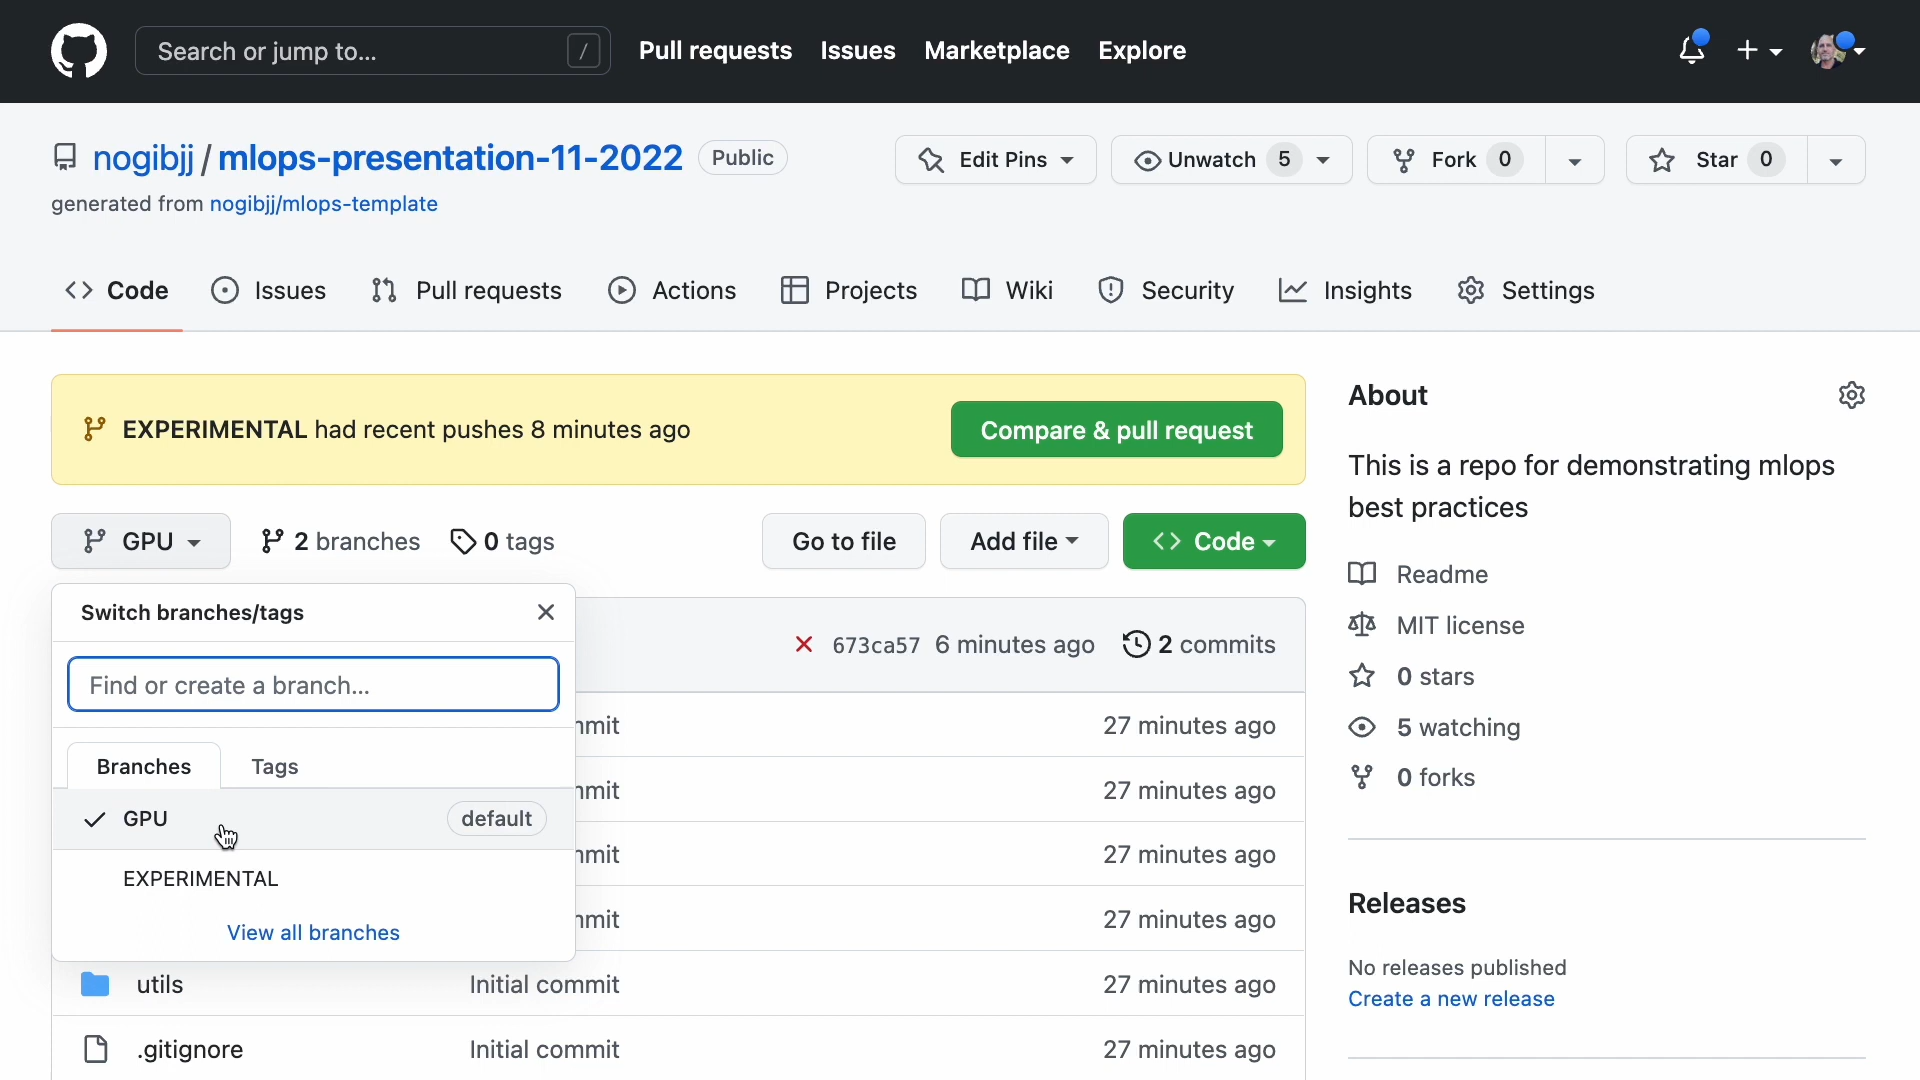 Search or jump to... /
Pull requests Issues Marketplace Explore
nogibjj / mlops-presentation-11-2022 Public
Edit Pins Unwatch 5 Fork 0 Star 0
generated from nogibjj/mlops-template
Code Issues Pull requests Actions Projects Wiki Security Insights Settings
EXPERIMENTAL had recent pushes 8 minutes ago
Compare & pull request
GPU 2 branches 0 tags
Go to file Add file Code
Switch branches/tags
Find or create a branch...
Branches Tags
GPU default
EXPERIMENTAL
View all branches
673ca57 6 minutes ago 2 commits
mmit 27 minutes ago
mmit 27 minutes ago
mmit 27 minutes ago
mmit 27 minutes ago
utils Initial commit 27 minutes ago
.gitignore Initial commit 27 minutes ago
About
This is a repo for demonstrating mlops
best practices
Readme
MIT license
0 stars
5 watching
0 forks
Releases
No releases published
Create a new release